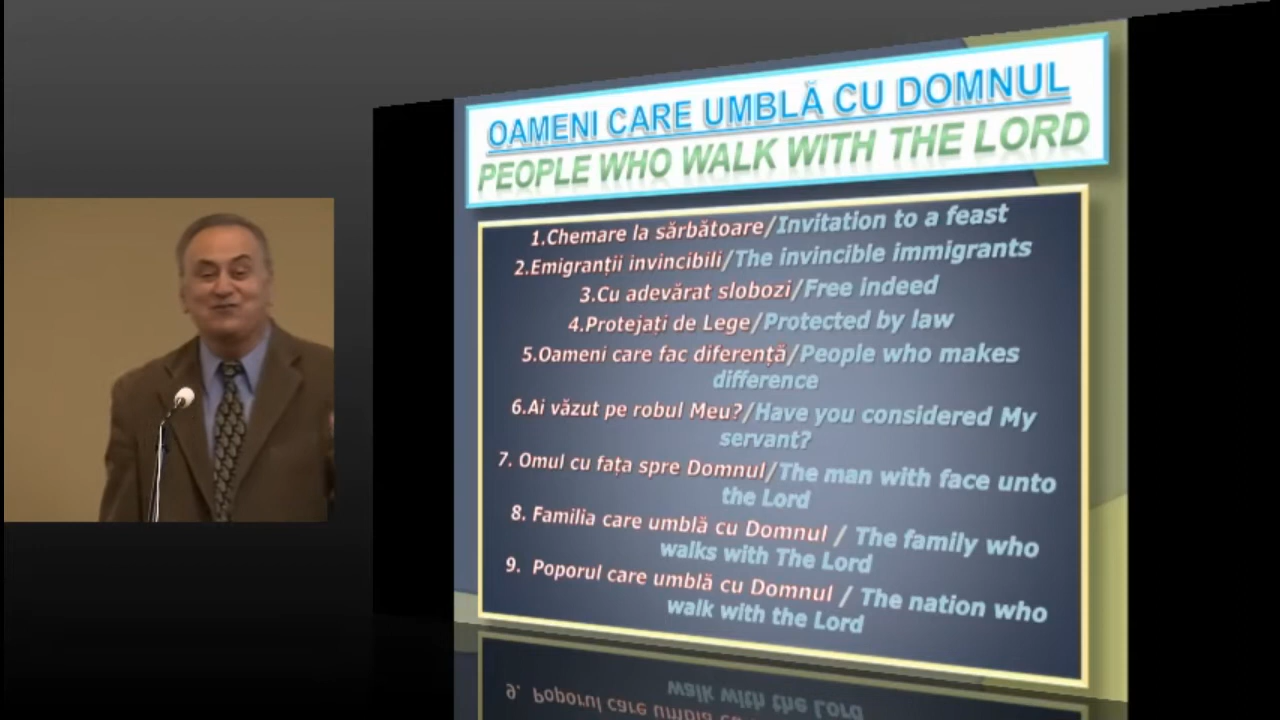 OAMENI CARE UMBLĂ CU DOMNUL
PEOPLE WHO WALK WITH THE LORD
1.Chemare la sărbătoare/Invitation to a feast
2.Emigranții invincibili/The invincible immigrants
3.Cu adevărat slobozi/Free indeed
4.Protejați de Lege/Protected by law
5.Oameni care fac diferență/People who makes
difference
6.Ai văzut pe robul Meu?/Have you considered My
servant?
7. Omul cu fața spre Domnul/The man with face unto
the Lord
8. Familia care umblă cu Domnul / The family who
walks with The Lord
9. Poporul care umblă cu Domnul / The nation who
walk with the Lord